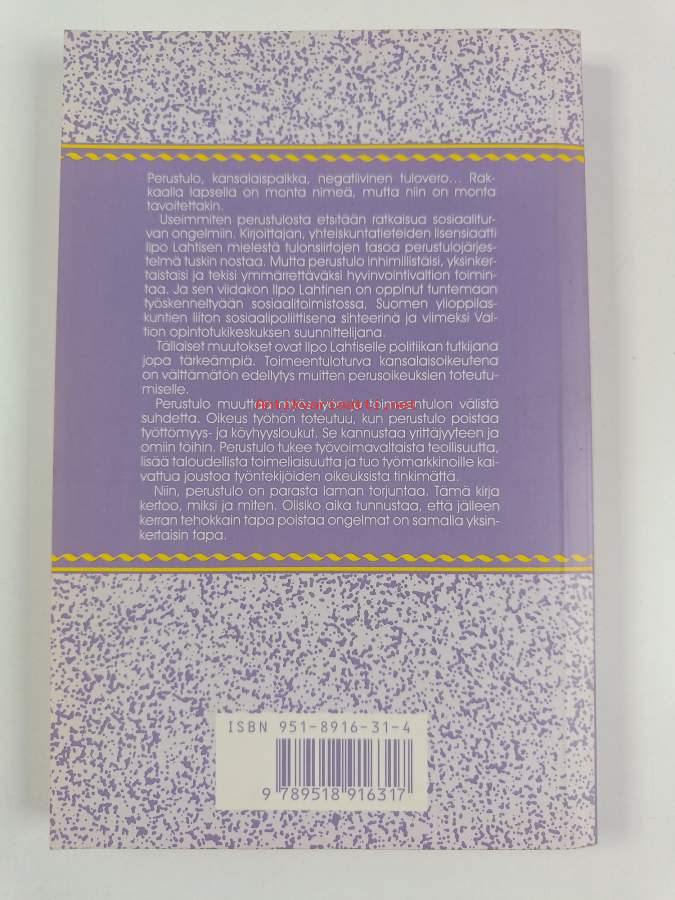 Perustulo, kansalaispalkka, negatiivinen tulovero... Rak-
kaalla lapsella on monta nimeä, mutta niin on monta
tavoitettakin.
Useimmiten perustulosta etsitään ratkaisua sosiaalitur-
van ongelmiin. Kirjoittajan, yhteiskuntatieteiden lisensiaatti
Ilpo Lahtisen mielestä tulonsiirtojen tasoa perustulojärjes-
telmä tuskin nostaa. Mutta perustulo inhimillistäisi, yksinker-
taistaisi ja tekisi ymmärrettäväksi hyvinvointivaltion toimin-
taa. Ja sen viidakon Ilpo Lahtinen on oppinut tuntemaan
työskenneltyään sosiaalitoimistossa, Suomen ylioppilas-
kuntien liiton sosiaalipoliittisena sihteerinä ja viimeksi Val-
tion opintotukikeskuksen suunnittelijana.
Tällaiset muutokset ovat Ilpo Lahtiselle politiikan tutkijana
jopa tärkeämpiä. Toimeentuloturva kansalaisoikeutena
on välttämätön edellytys muitten perusoikeuksien toteutu-
miselle.
Perustulo muuttaa myös työn ja toimeentulon välistä
suhdetta. Oikeus työhön toteutuu, kun perustulo poistaa
työttömyys- ja köyhyysloukut. Se kannustaa yrittäjyyteen ja
omiin töihin. Perustulo tukee työvoimavaltaista teollisuutta,
lisää taloudellista toimeliaisuutta ja tuo työmarkkinoille kai-
vattua joustoa työntekijöiden oikeuksista tinkimättä.
Niin, perustulo on parasta laman torjuntaa. Tämä kirja
kertoo, miksi ja miten. Olisiko aika tunnustaa, että jälleen
kerran tehokkain tapa poistaa ongelmat on samalla yksin-
kertaisin tapa.
ISBN 951-8916-31-4
9 789518 916317